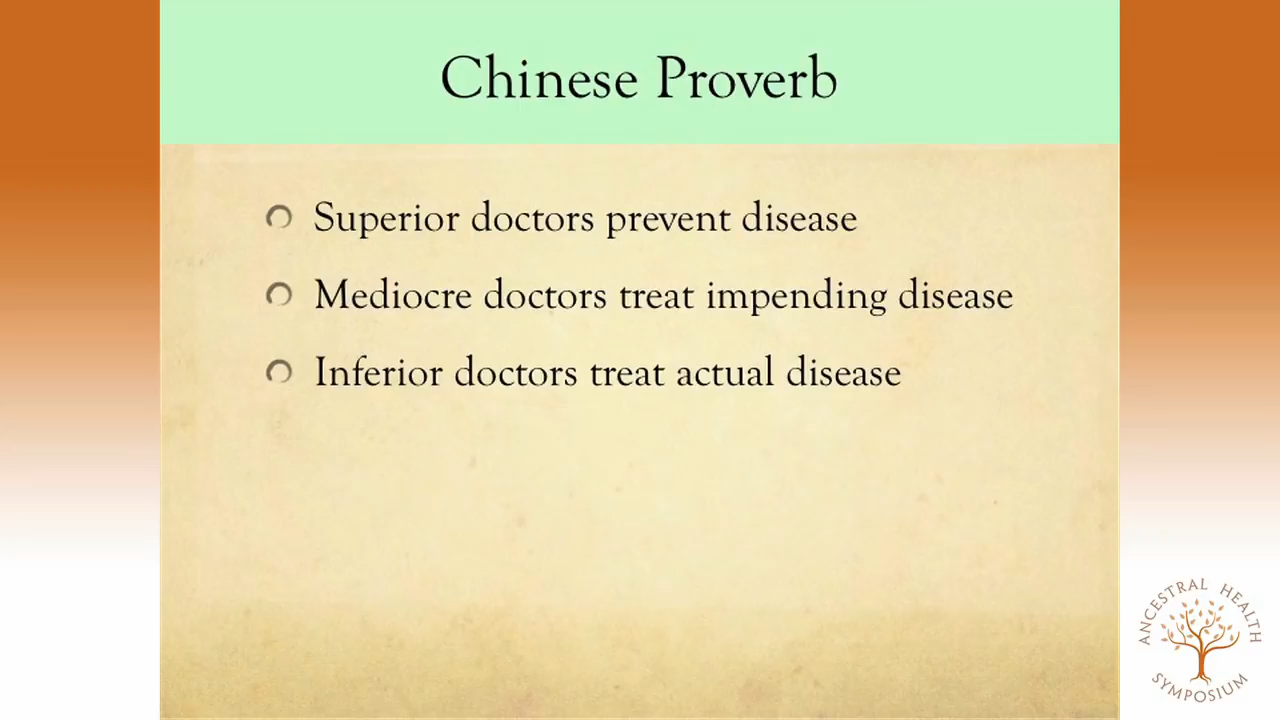 Chinese Proverb
Superior doctors prevent disease
Mediocre doctors treat impending disease
Inferior doctors treat actual disease
ANCESTRAL HEALTH
SYMPOSIUM